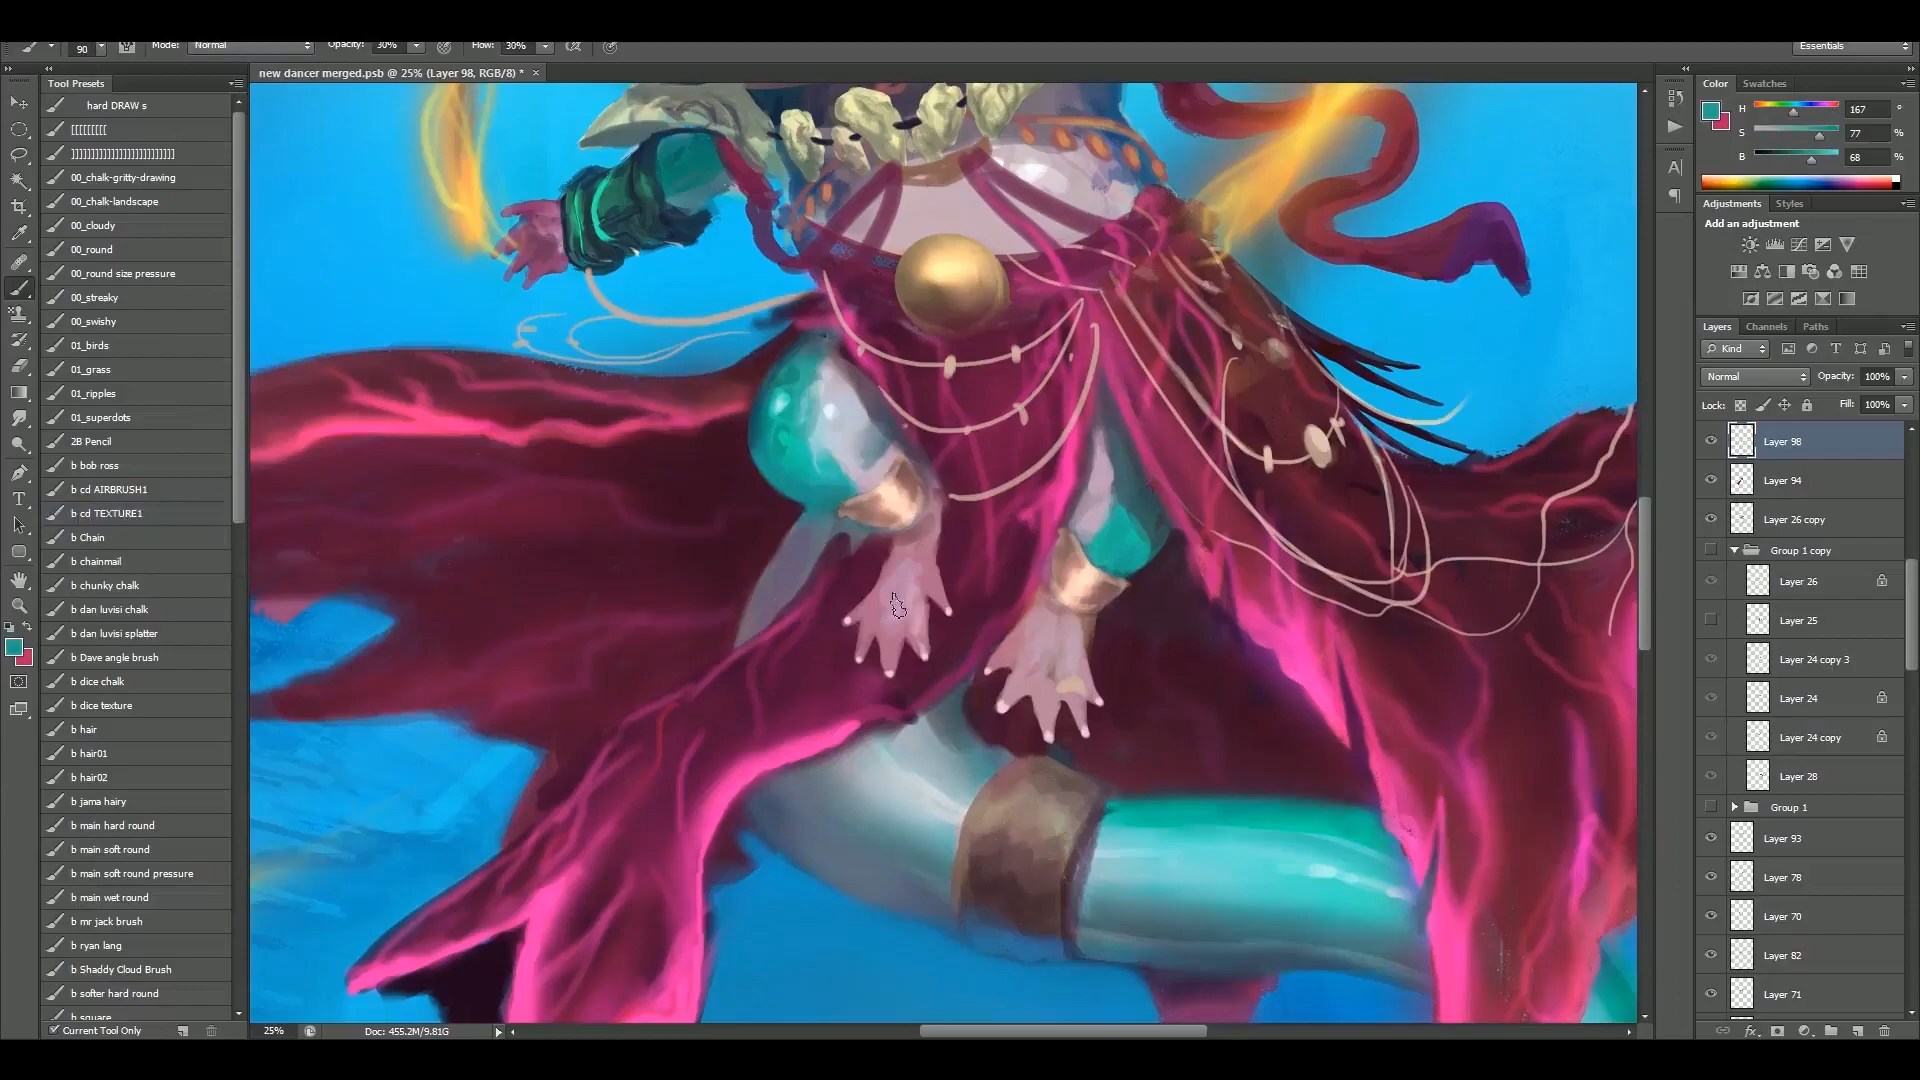 90 Mode: Normal Opacity: 30% Flow: 30% Essentials
Tool Presets
new dancer merged.psb @ 25% (Layer 98, RGB/8) * ×
hard DRAW s
[[[[[[[[[
00_chalk-gritty-drawing
00_chalk-landscape
00_cloudy
00_round
00_round size pressure
00_streaky
00_swishy
01_birds
01_grass
01_ripples
01_superdots
2B Pencil
b bob ross
b cd AIRBRUSH1
b cd TEXTURE1
b Chain
b chainmail
b chunky chalk
b dan luvisi chalk
b dan luvisi splatter
b Dave angle brush
b dice chalk
b dice texture
b hair
b hair01
b hair02
b jama hairy
b main hard round
b main soft round
b main soft round pressure
b main wet round
b mr jack brush
b ryan lang
b Shaddy Cloud Brush
b softer hard round
b square
Current Tool Only
25% Doc: 455.2M/9.81G
Color Swatches
H 167 °
S 77 %
B 68 %
Adjustments Styles
Add an adjustment
Layers Channels Paths
Kind
Normal Opacity: 100%
Lock: Fill: 100%
Layer 98
Layer 94
Layer 26 copy
Group 1 copy
Layer 26
Layer 25
Layer 24 copy 3
Layer 24
Layer 24 copy
Layer 28
Group 1
Layer 93
Layer 78
Layer 70
Layer 82
Layer 71